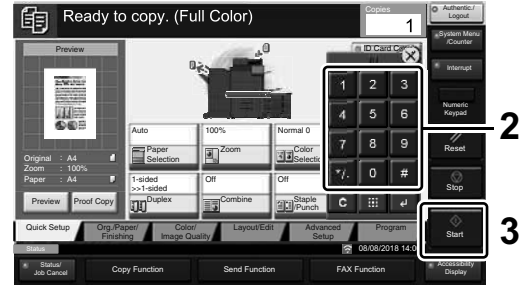 Ready to copy. (Full Color)
Copies
1
Authentic./
Logout
System Menu
/Counter
Interrupt
Numeric
Keypad
Reset
Stop
Start
Preview
ID Card
1 2 3
4 5 6
7 8 9
*/. 0 #
C
2
3
Original : A4
Zoom : 100%
Paper : A4
Preview
Proof Copy
Auto
Paper
Selection
100%
Zoom
Normal 0
Color
1-sided
>>1-sided
Duplex
Off
Combine
Off
Staple
/Punch
Quick Setup
Org./Paper/
Finishing
Color/
Image Quality
Layout/Edit
Advanced
Setup
Program
Status
08/08/2018
Status/
Job Cancel
Copy Function
Send Function
FAX Function
Accessibility
Display